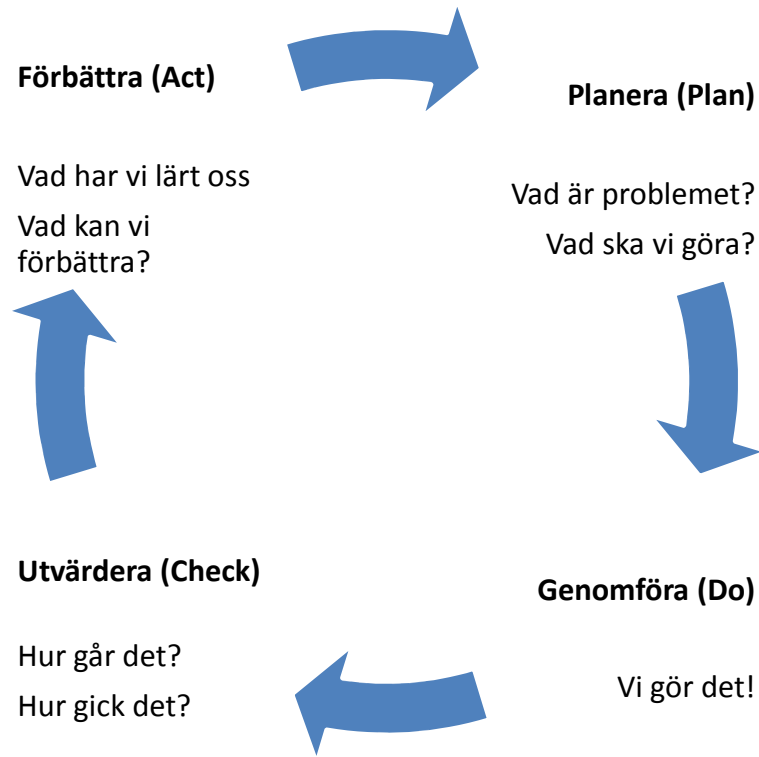 Förbättra (Act)
Vad har vi lärt oss
Vad kan vi
förbättra?
Planera (Plan)
Vad är problemet?
Vad ska vi göra?
Genomföra (Do)
Vi gör det!
Utvärdera (Check)
Hur går det?
Hur gick det?